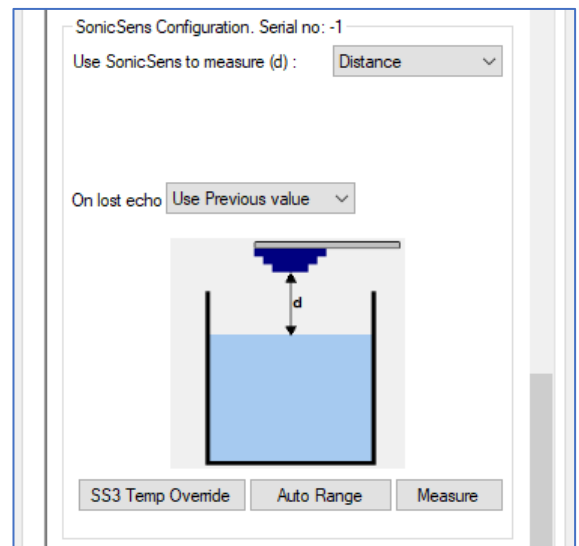 SonicSens Configuration. Serial no: -1
Use SonicSens to measure (d) : Distance
On lost echo Use Previous value
d
SS3 Temp Override Auto Range Measure